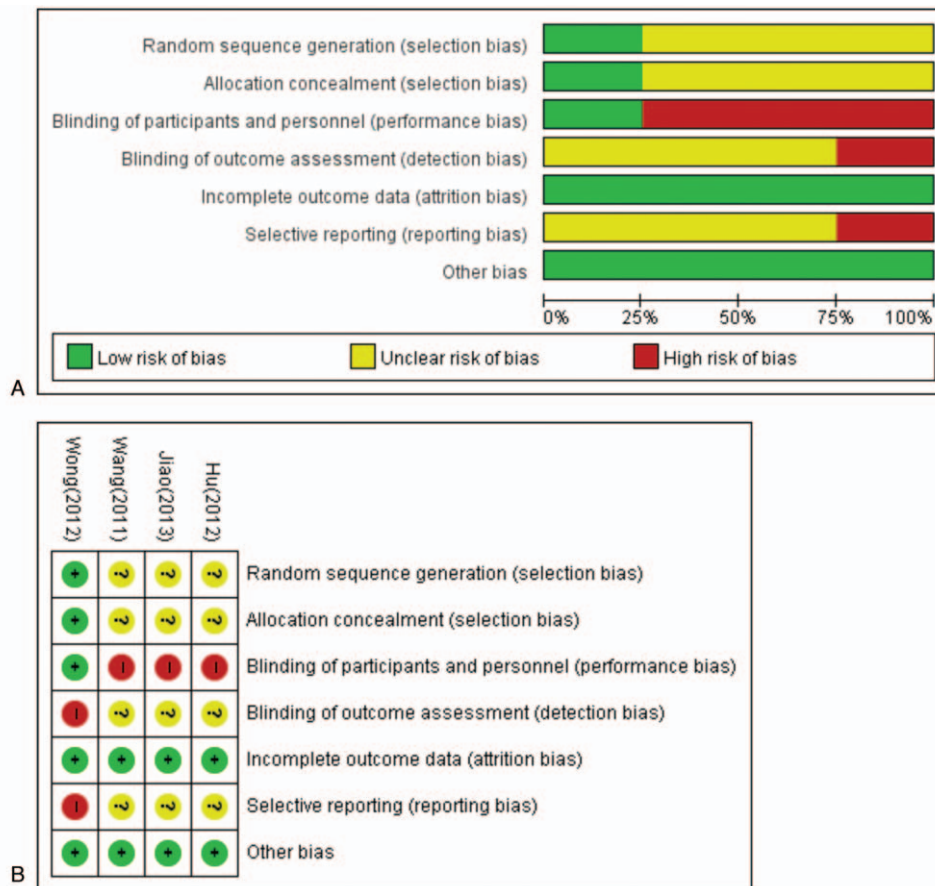 Random sequence generation (selection bias)
Allocation concealment (selection bias)
Blinding of participants and personnel (performance bias)
Blinding of outcome assessment (detection bias)
Incomplete outcome data (attrition bias)
Selective reporting (reporting bias)
Other bias
0% 25% 50% 75% 100%
Low risk of bias Unclear risk of bias High risk of bias
A
Wong(2012) Wang(2011) Jiao(2013) Hu(2012)
+ ? ? ? Random sequence generation (selection bias)
+ ? ? ? Allocation concealment (selection bias)
+ – – – Blinding of participants and personnel (performance bias)
– ? ? ? Blinding of outcome assessment (detection bias)
+ + + + Incomplete outcome data (attrition bias)
– ? ? ? Selective reporting (reporting bias)
+ + + + Other bias
B